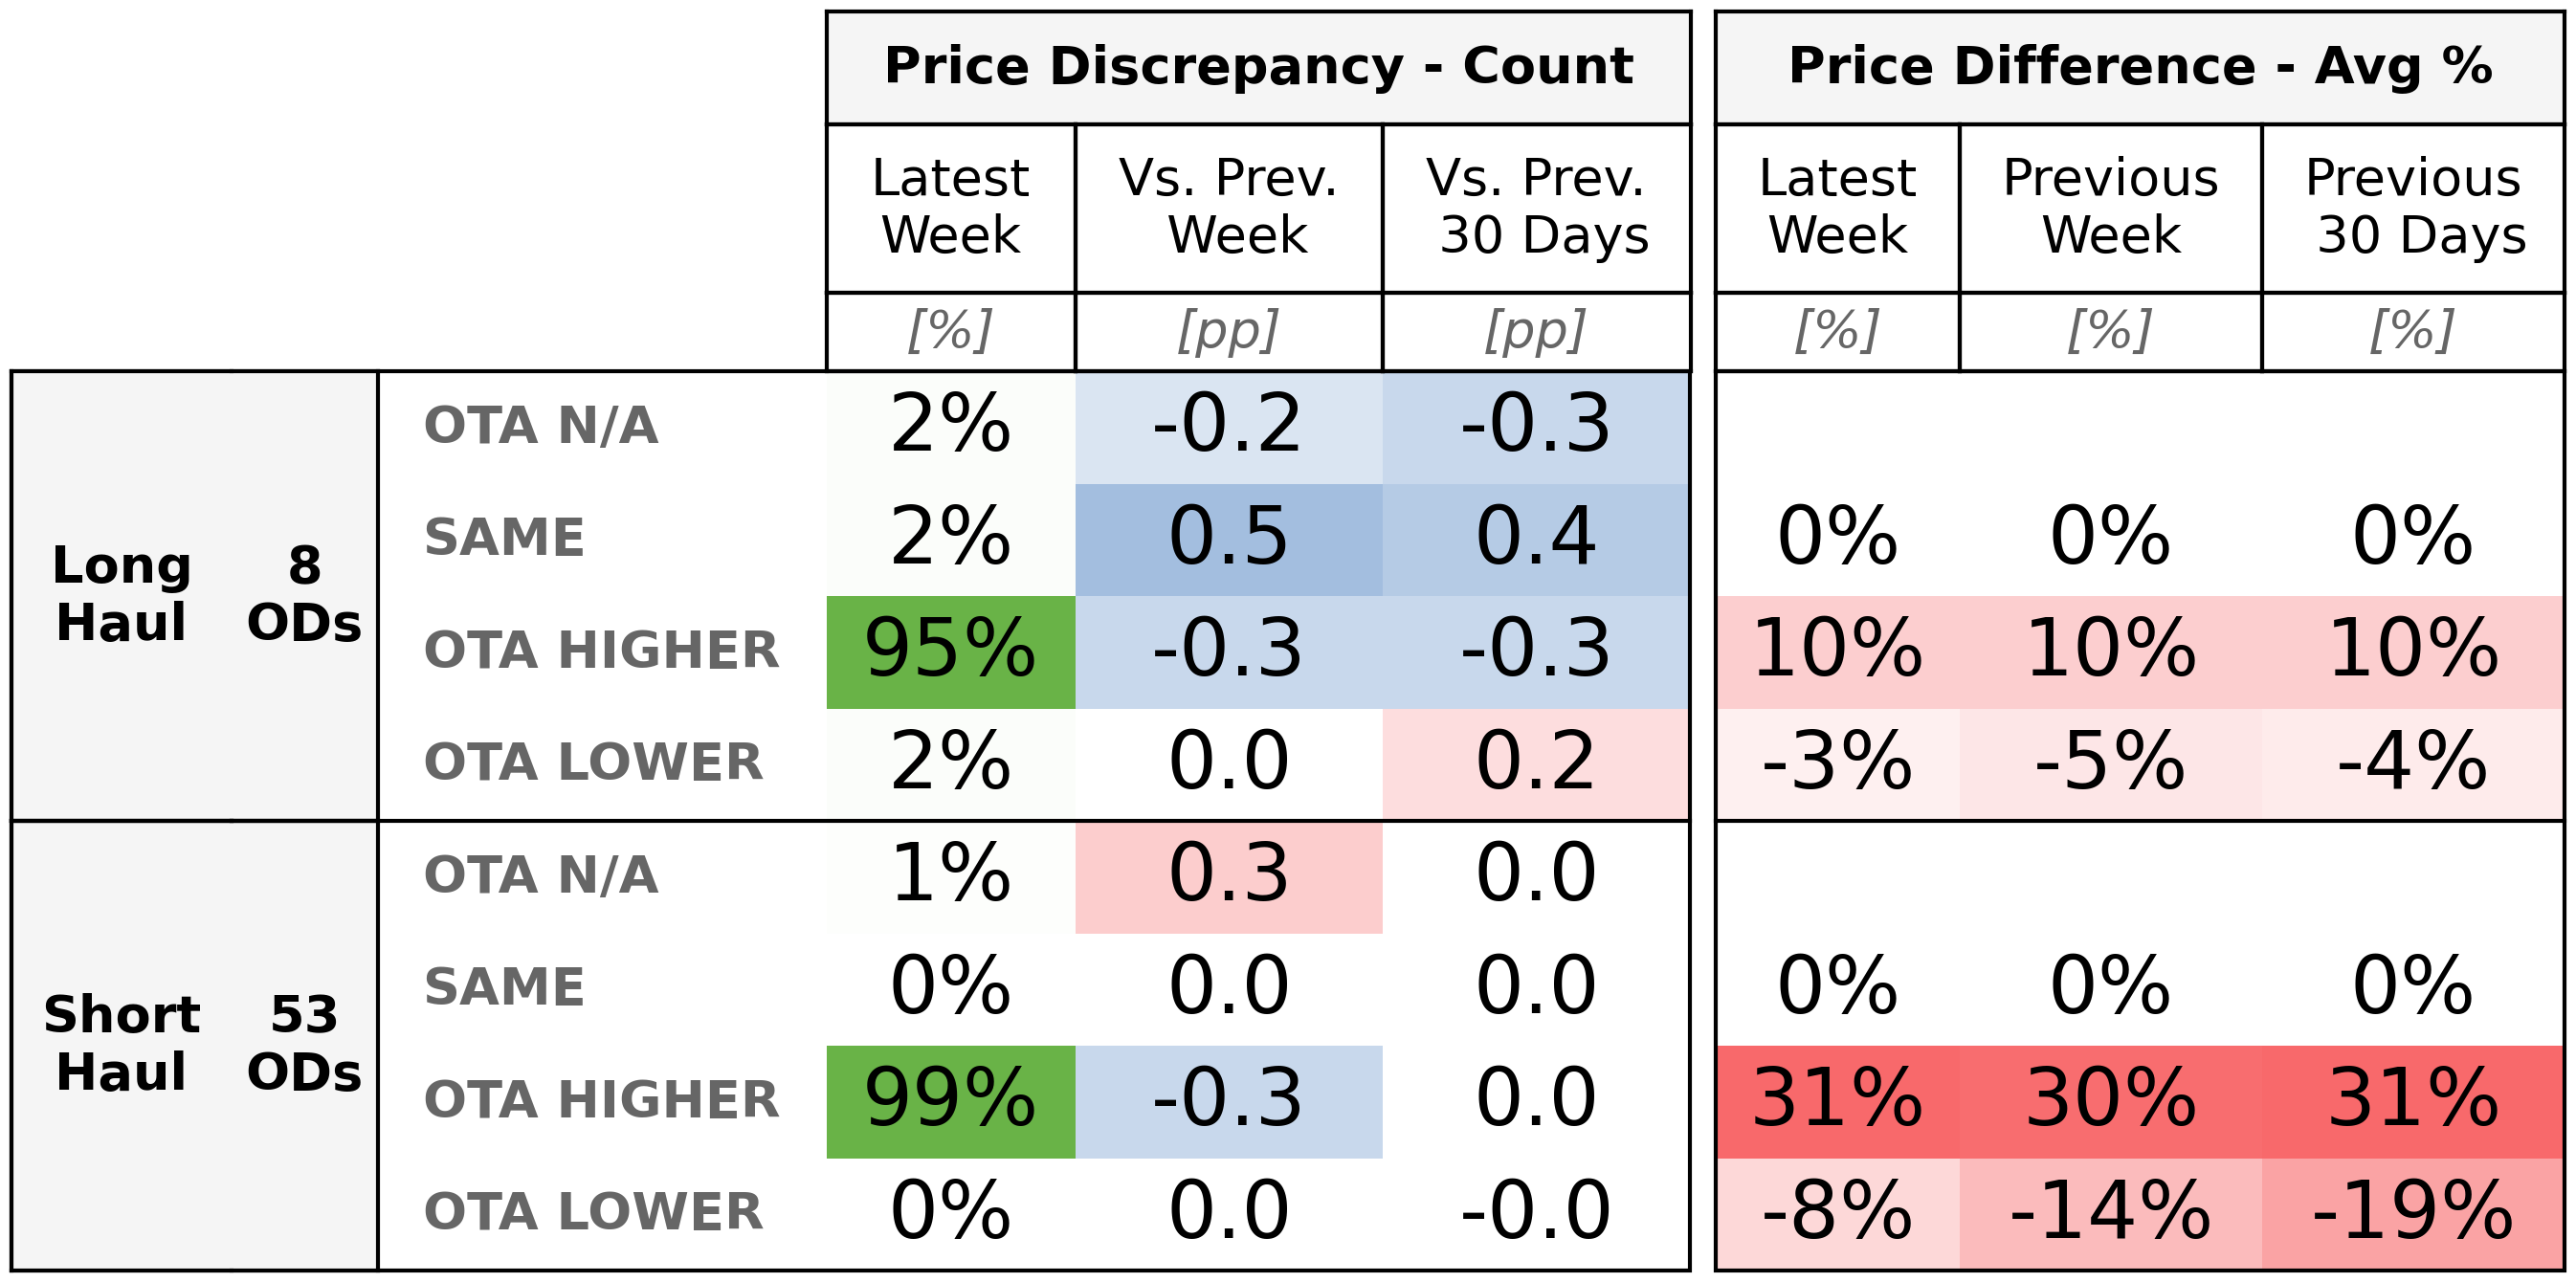 Price Discrepancy - Count Price Difference - Avg %
Latest Week Vs. Prev. Week Vs. Prev. 30 Days Latest Week Previous Week Previous 30 Days
[%] [pp] [pp] [%] [%] [%]
Long Haul 8 ODs
OTA N/A 2% -0.2 -0.3
SAME 2% 0.5 0.4 0% 0% 0%
OTA HIGHER 95% -0.3 -0.3 10% 10% 10%
OTA LOWER 2% 0.0 0.2 -3% -5% -4%
Short Haul 53 ODs
OTA N/A 1% 0.3 0.0
SAME 0% 0.0 0.0 0% 0% 0%
OTA HIGHER 99% -0.3 0.0 31% 30% 31%
OTA LOWER 0% 0.0 -0.0 -8% -14% -19%